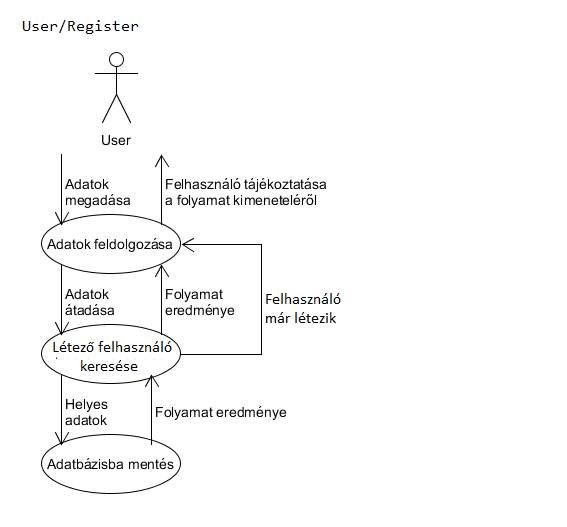 User/Register
User
Adatok
megadása
Felhasználó tájékoztatása
a folyamat kimeneteléről
Adatok feldolgozása
Adatok
átadása
Folyamat
eredménye
Felhasználó
már létezik
Létező felhasználó
keresése
Helyes
adatok
Folyamat eredménye
Adatbázisba mentés